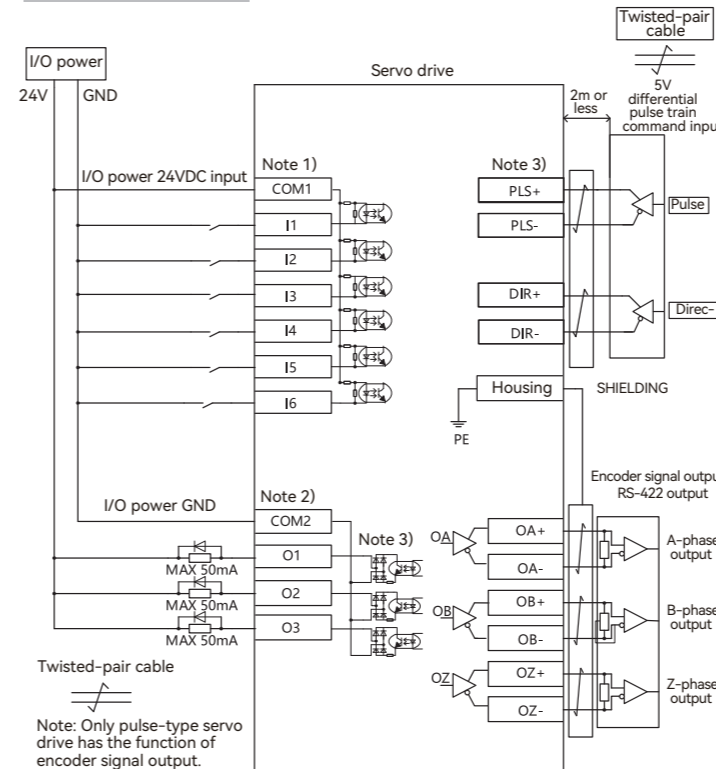 Twisted-pair
cable
5V
differential
pulse train
command input
I/O power
24V
GND
Servo drive
2m or
less
Note 1)
Note 3)
I/O power 24VDC input
COM1
I1
I2
I3
I4
I5
I6
PLS+
PLS-
Pulse
DIR+
DIR-
Direc-
Housing
SHIELDING
PE
Encoder signal output
RS-422 output
I/O power GND
Note 2)
COM2
Note 3)
O1
MAX 50mA
O2
MAX 50mA
O3
MAX 50mA
OA
OA+
OA-
A-phase
output
OB
OB+
OB-
B-phase
output
OZ
OZ+
OZ-
Z-phase
output
Twisted-pair cable
Note: Only pulse-type servo
drive has the function of
encoder signal output.